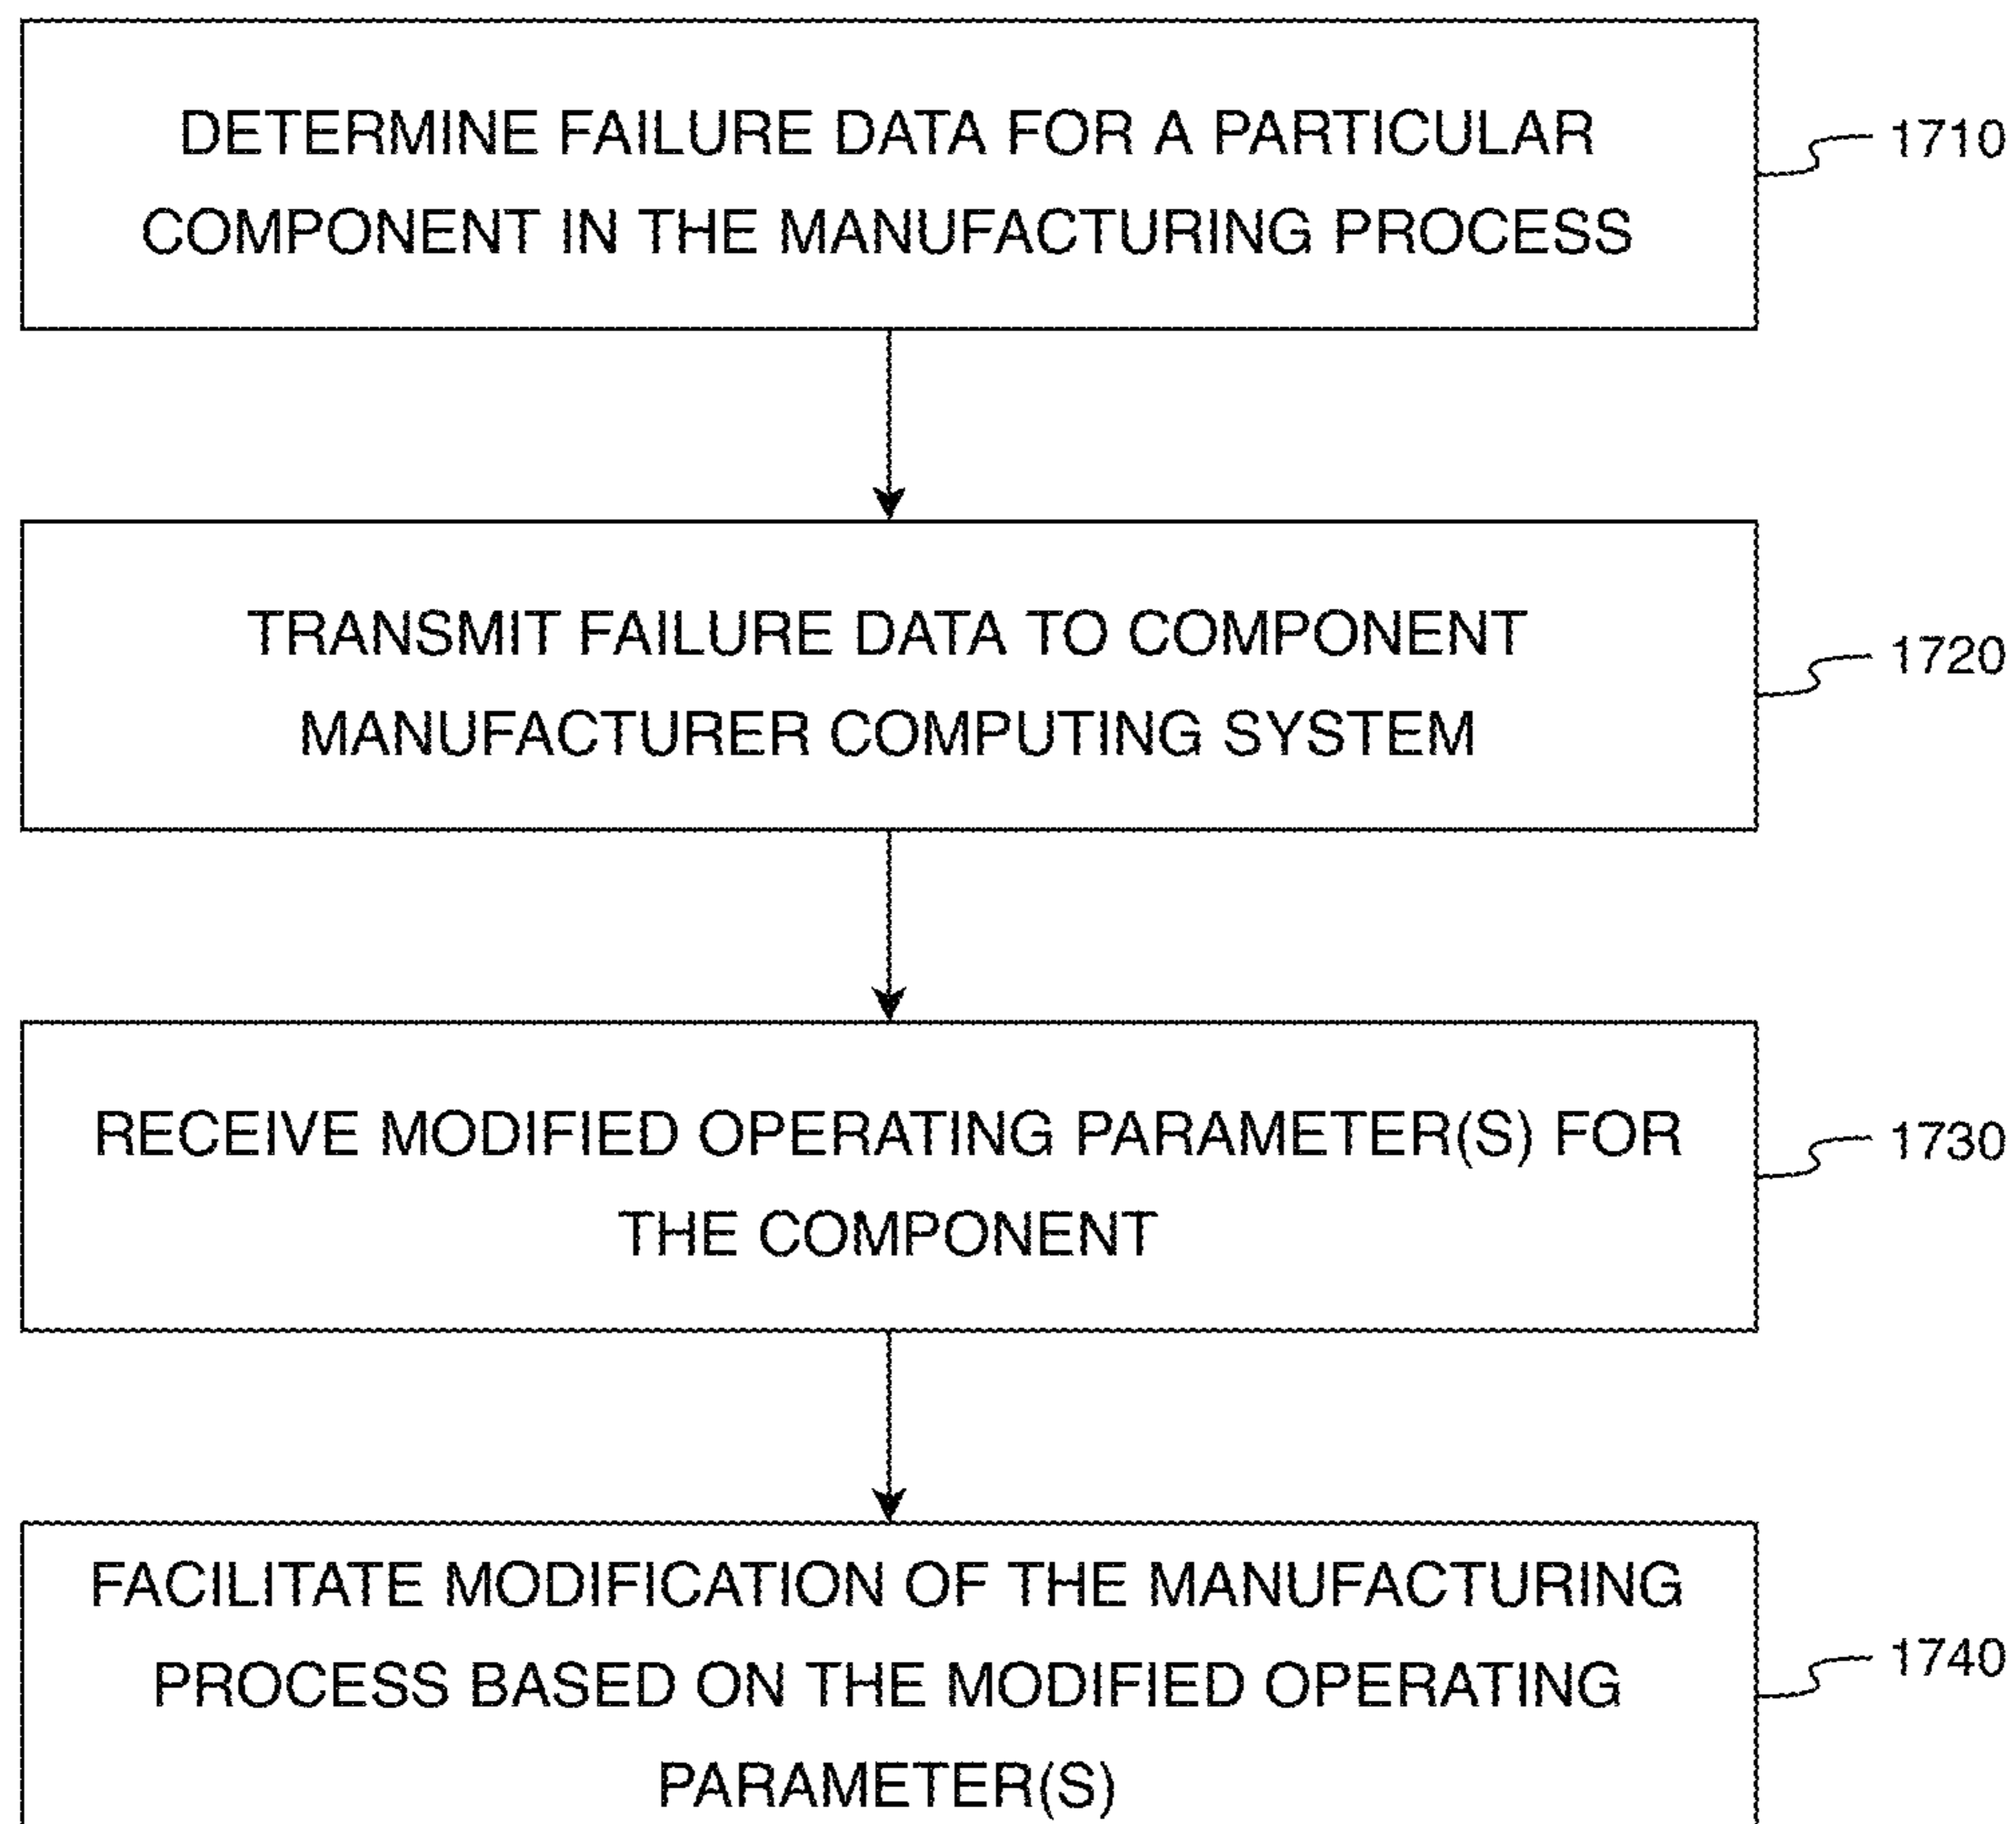 DETERMINE FAILURE DATA FOR A PARTICULAR
COMPONENT IN THE MANUFACTURING PROCESS
1710
TRANSMIT FAILURE DATA TO COMPONENT
MANUFACTURER COMPUTING SYSTEM
1720
RECEIVE MODIFIED OPERATING PARAMETER(S) FOR
THE COMPONENT
1730
FACILITATE MODIFICATION OF THE MANUFACTURING
PROCESS BASED ON THE MODIFIED OPERATING
PARAMETER(S)
1740